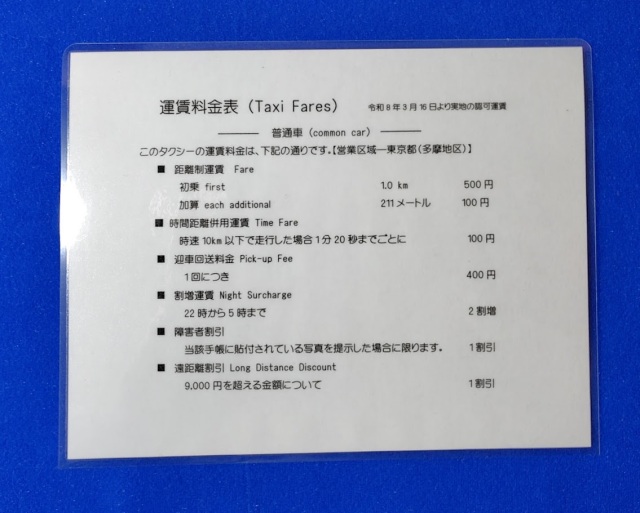 運賃料金表 (Taxi Fares) 令和8年3月16日より実地の認可運賃
普通車 (common car)
このタクシーの運賃料金は、下記の通りです。【営業区域ー東京都(多摩地区)】
■ 距離制運賃 Fare
初乗 first 1.0 km 500円
加算 each additional 211メートル 100円
■ 時間距離併用運賃 Time Fare
時速10km以下で走行した場合1分20秒までごとに 100円
■ 迎車回送料金 Pick-up Fee
1回につき 400円
■ 割増運賃 Night Surcharge
22時から5時まで 2割増
■ 障害者割引
当該手帳に貼付されている写真を提示した場合に限ります。 1割引
■ 遠距離割引 Long Distance Discount
9,000円を超える金額について 1割引